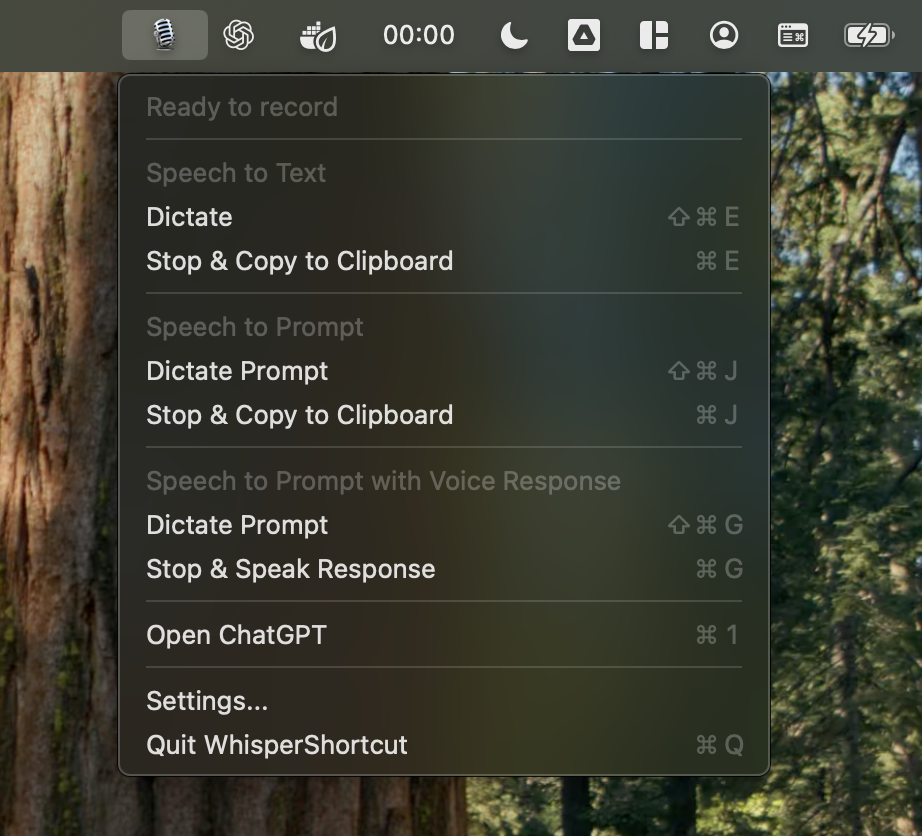 00:00
Ready to record
Speech to Text
Dictate ⇧⌘E
Stop & Copy to Clipboard ⌘E
Speech to Prompt
Dictate Prompt ⇧⌘J
Stop & Copy to Clipboard ⌘J
Speech to Prompt with Voice Response
Dictate Prompt ⇧⌘G
Stop & Speak Response ⌘G
Open ChatGPT ⌘1
Settings...
Quit WhisperShortcut ⌘Q